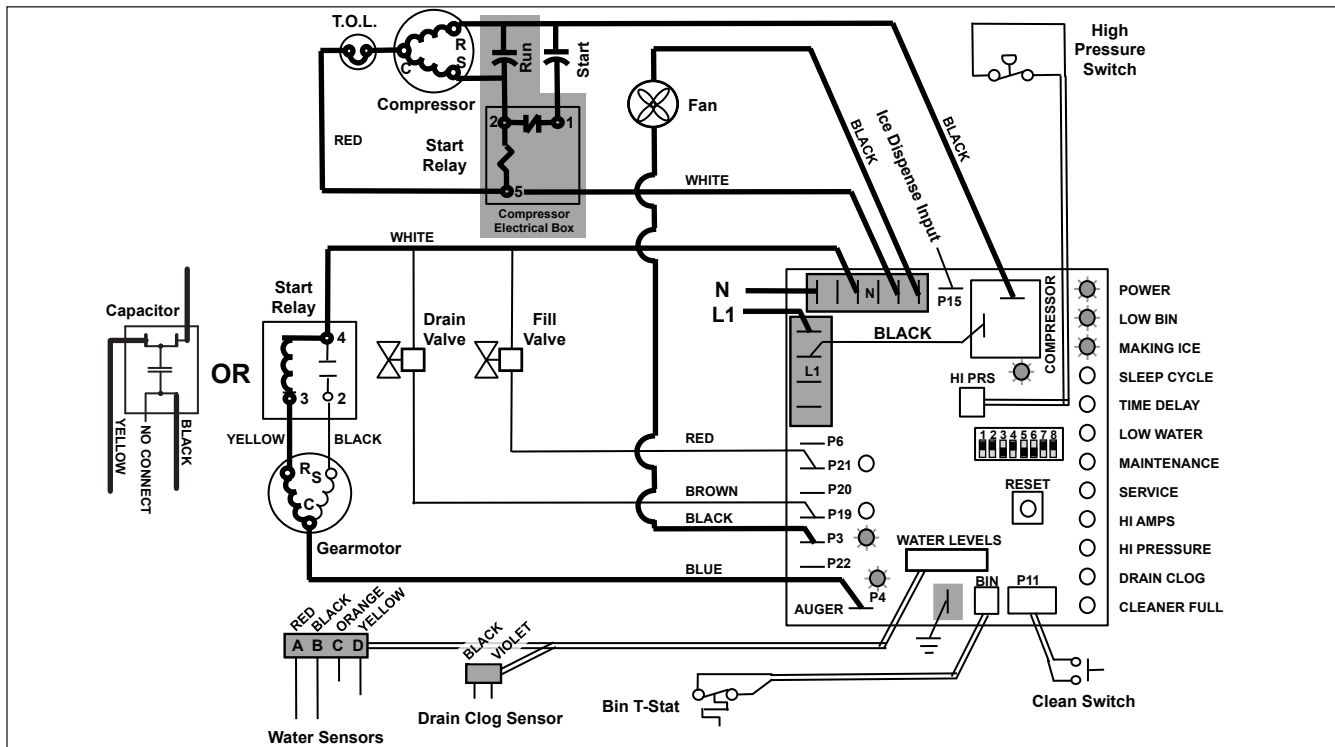 T.O.L.
R
S
C
Compressor
Run
Start
2
1
Start
Relay
5
Compressor
Electrical Box
RED
WHITE
Fan
BLACK
Ice Dispense Input
BLACK
High
Pressure
Switch
WHITE
Capacitor
YELLOW
NO CONNECT
BLACK
OR
Start
Relay
4
3
2
YELLOW
BLACK
R
S
C
Gearmotor
Drain
Valve
Fill
Valve
N
L1
N
P15
L1
BLACK
COMPRESSOR
HI PRS
1 2 3 4 5 6 7 8
RESET
POWER
LOW BIN
MAKING ICE
SLEEP CYCLE
TIME DELAY
LOW WATER
MAINTENANCE
SERVICE
HI AMPS
HI PRESSURE
DRAIN CLOG
CLEANER FULL
RED
P6
P21
P20
BROWN
P19
BLACK
P3
P22
BLUE
P4
AUGER
WATER LEVELS
BIN
P11
RED
BLACK
ORANGE
YELLOW
A B C D
Water Sensors
BLACK
VIOLET
Drain Clog Sensor
Bin T-Stat
Clean Switch